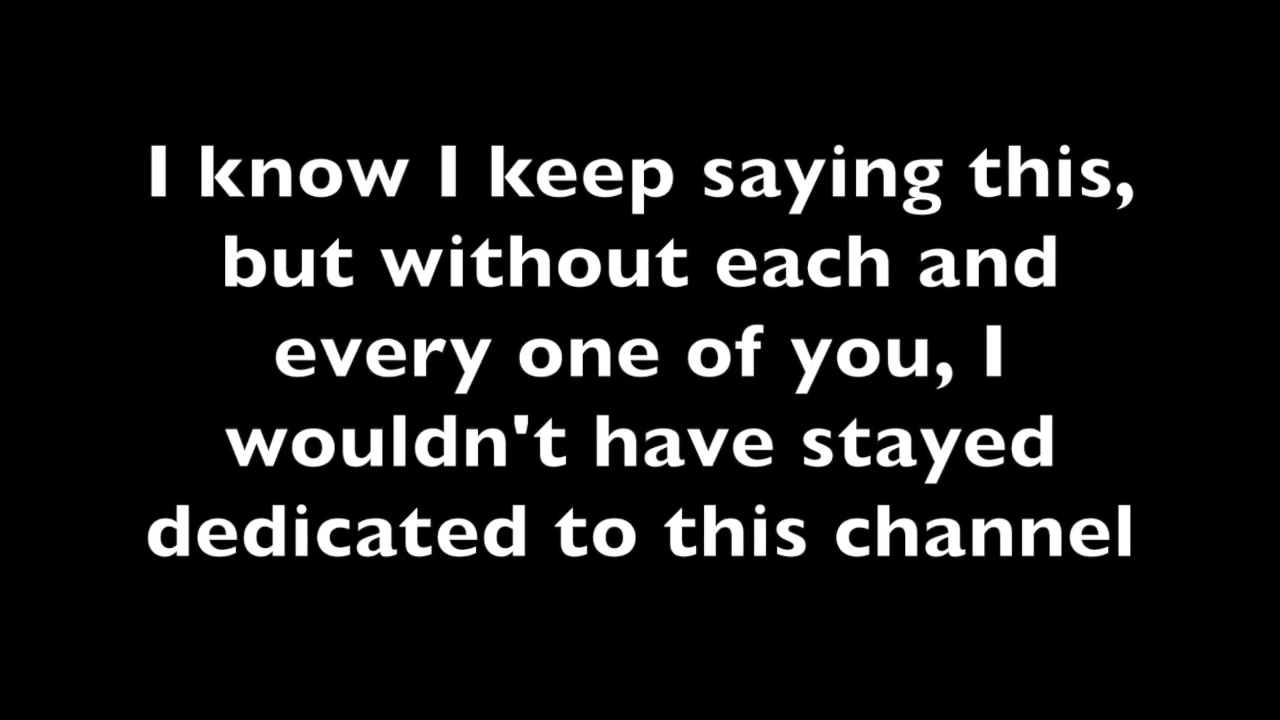 I know I keep saying this,
but without each and
every one of you, I
wouldn't have stayed
dedicated to this channel